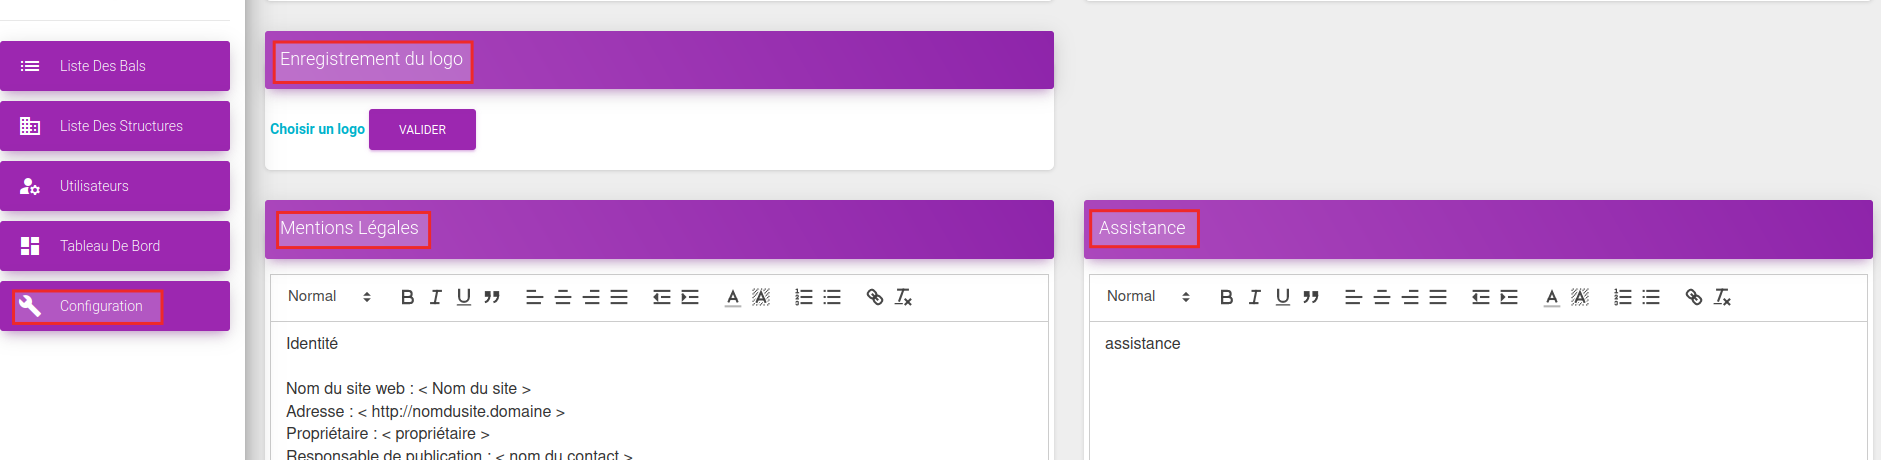 Liste Des Bals
Liste Des Structures
Utilisateurs
Tableau De Bord
Configuration
Enregistrement du logo
Choisir un logo VALIDER
Mentions Légales
Normal
Identité
Nom du site web : < Nom du site >
Adresse : < http://nomdusite.domaine >
Propriétaire : < propriétaire >
Responsable de publication : < nom du contact >
Assistance
Normal
assistance